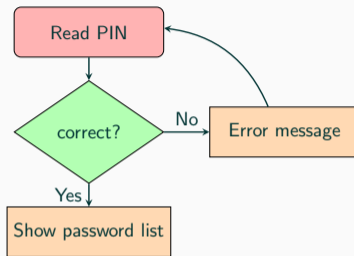 Read PIN
correct?
No
Error message
Yes
Show password list